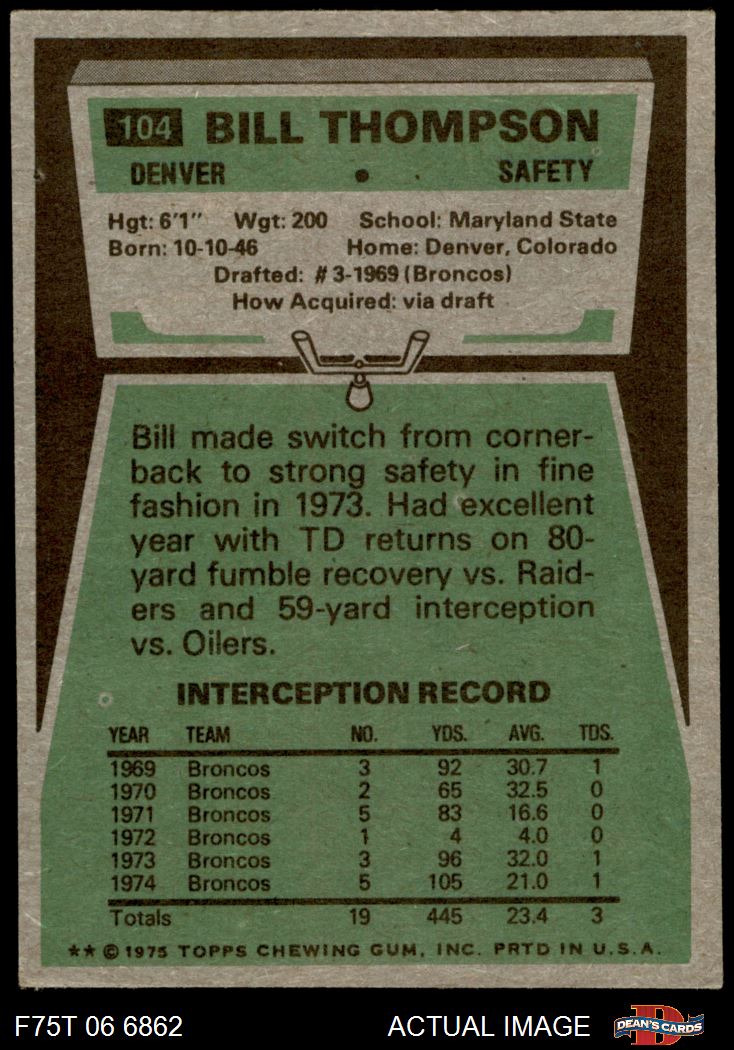 104 BILL THOMPSON
DENVER • SAFETY
Hgt: 6'1" Wgt: 200 School: Maryland State
Born: 10-10-46 Home: Denver, Colorado
Drafted: #3-1969 (Broncos)
How Acquired: via draft
Bill made switch from corner-
back to strong safety in fine
fashion in 1973. Had excellent
year with TD returns on 80-
yard fumble recovery vs. Raid-
ers and 59-yard interception
vs. Oilers.
INTERCEPTION RECORD
YEAR TEAM NO. YDS. AVG. TDS.
1969 Broncos 3 92 30.7 1
1970 Broncos 2 65 32.5 0
1971 Broncos 5 83 16.6 0
1972 Broncos 1 4 4.0 0
1973 Broncos 3 96 32.0 1
1974 Broncos 5 105 21.0 1
Totals 19 445 23.4 3
★★ © 1975 TOPPS CHEWING GUM, INC. PRTD IN U.S.A.
F75T 06 6862 ACTUAL IMAGE DEAN'S CARDS